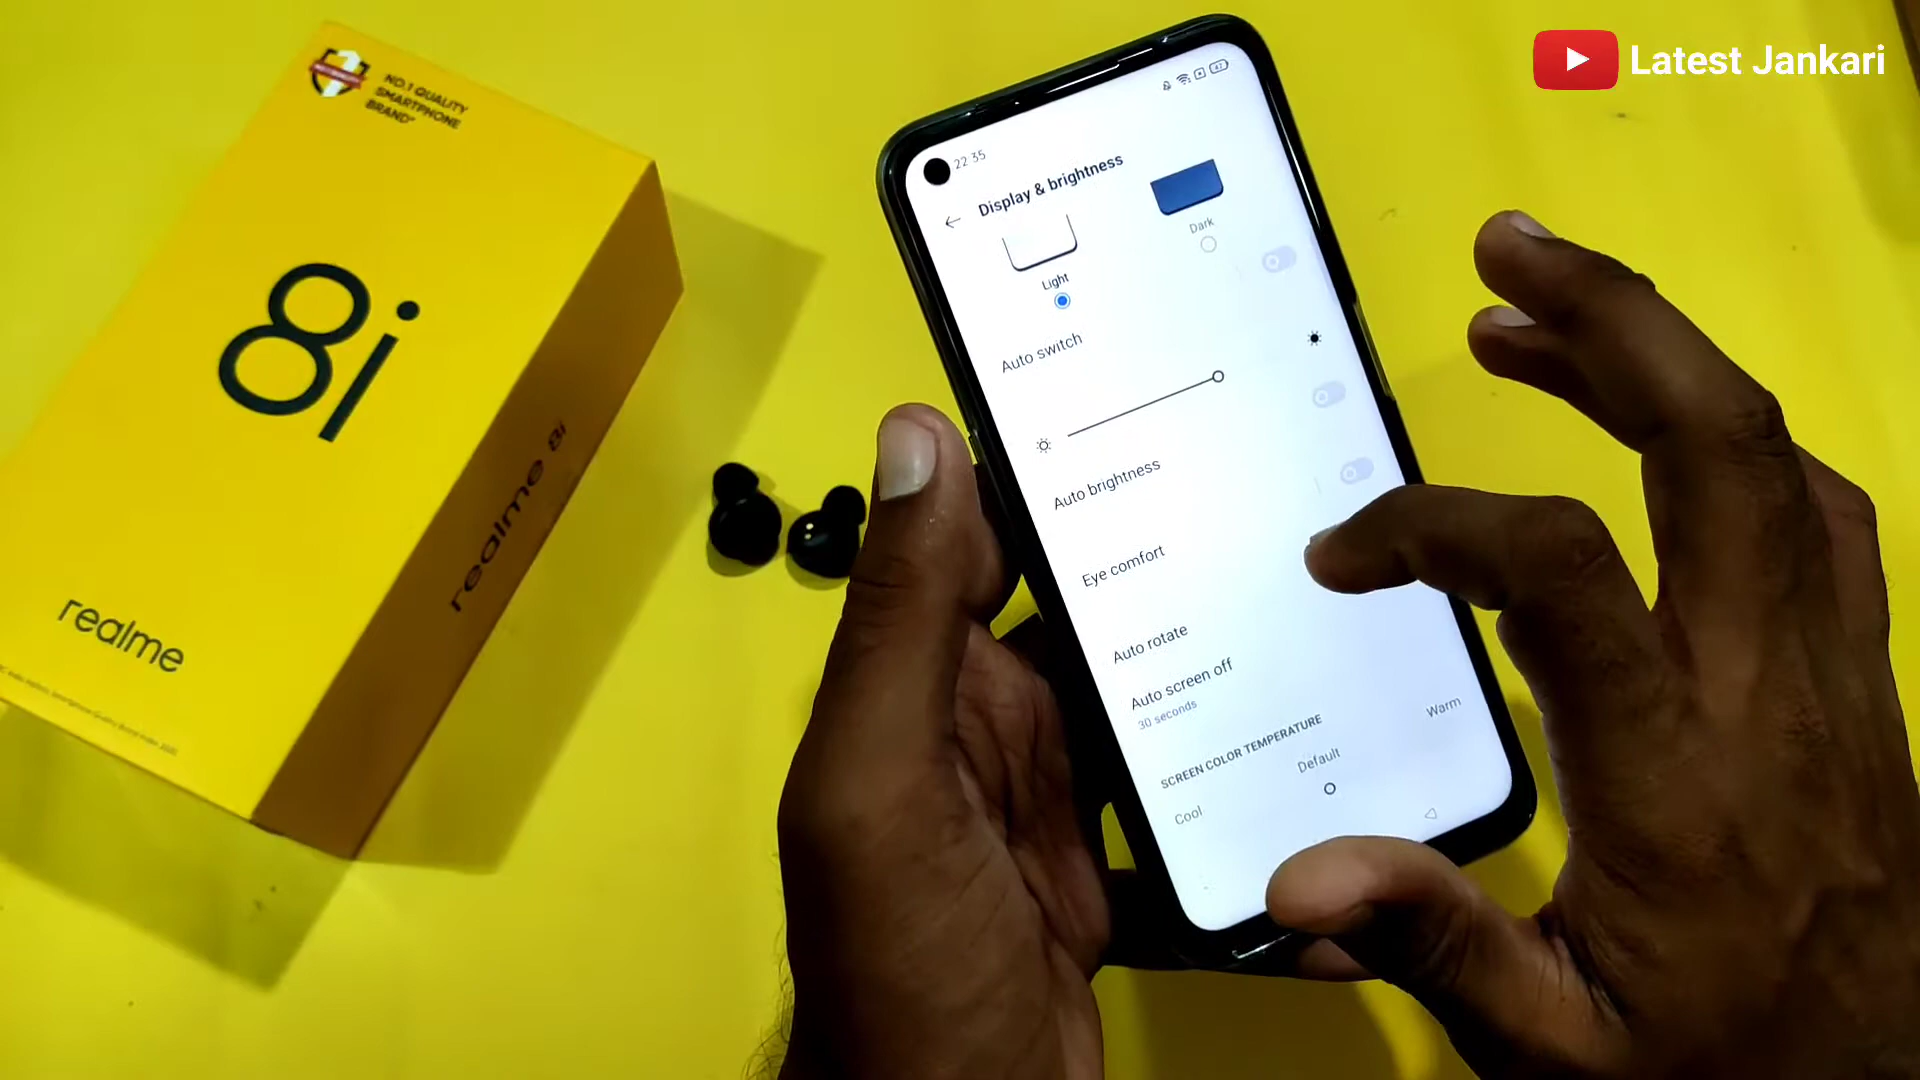 Latest Jankari
NO.1 QUALITY
SMARTPHONE
BRAND*
8i
realme
realme 8i
22 35
47
Display & brightness
Light
Dark
Auto switch
Auto brightness
Eye comfort
Auto rotate
Auto screen off
30 seconds
SCREEN COLOR TEMPERATURE
Cool
Default
Warm